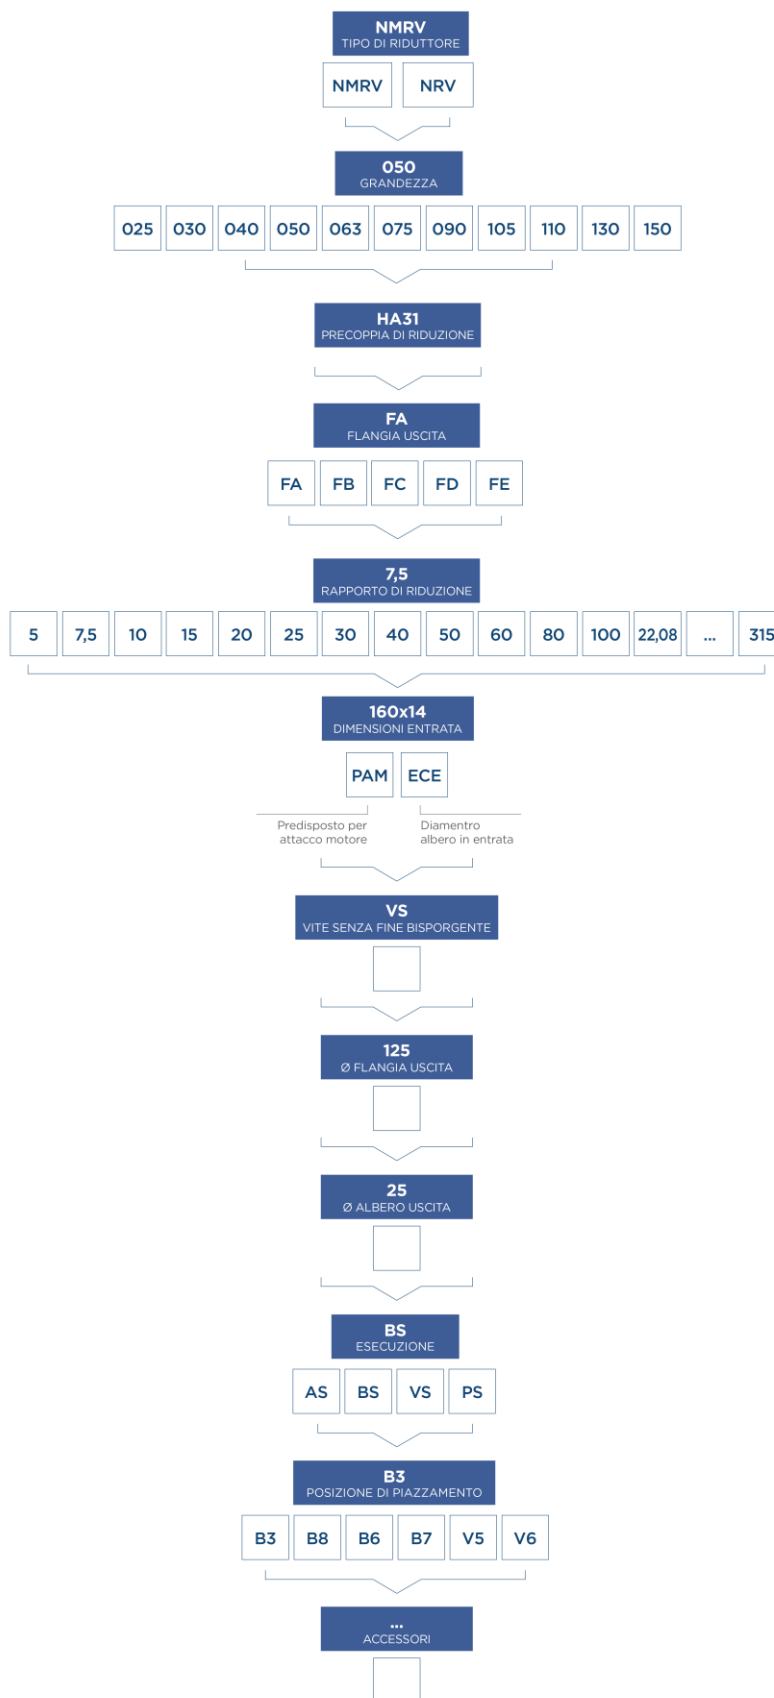 NMRV
TIPO DI RIDUTTORE
NMRV NRV
050
GRANDEZZA
025 030 040 050 063 075 090 105 110 130 150
HA31
PRECOPPIA DI RIDUZIONE
FA
FLANGIA USCITA
FA FB FC FD FE
7,5
RAPPORTO DI RIDUZIONE
5 7,5 10 15 20 25 30 40 50 60 80 100 22,08 ... 315
160x14
DIMENSIONI ENTRATA
PAM ECE
Predisposto per
attacco motore
Diamentro
albero in entrata
VS
VITE SENZA FINE BISPORGENTE
125
Ø FLANGIA USCITA
25
Ø ALBERO USCITA
BS
ESECUZIONE
AS BS VS PS
B3
POSIZIONE DI PIAZZAMENTO
B3 B8 B6 B7 V5 V6
...
ACCESSORI